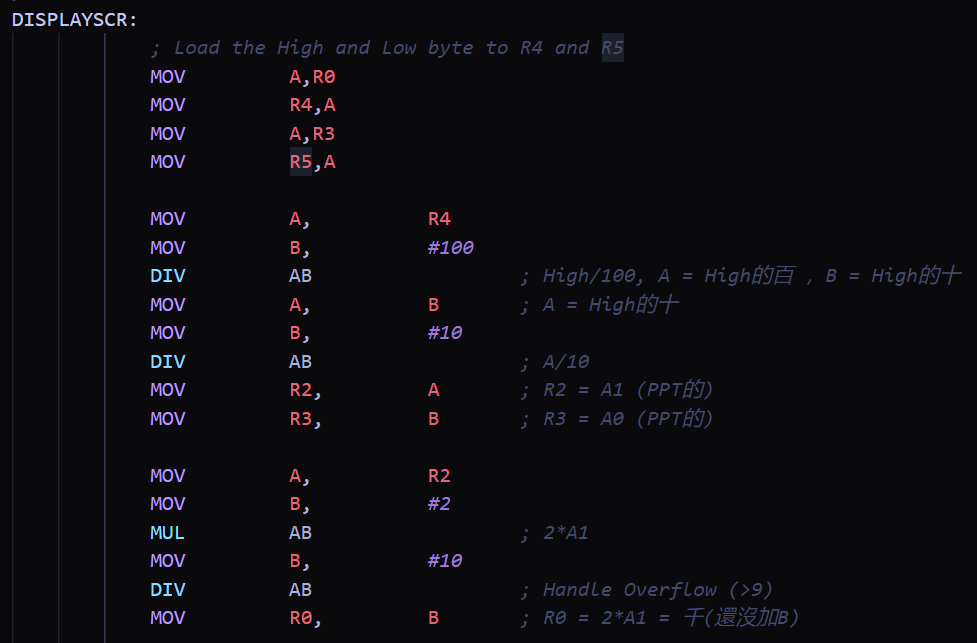 DISPLAYSCR:
; Load the High and Low byte to R4 and R5
MOV A,R0
MOV R4,A
MOV A,R3
MOV R5,A
MOV A, R4
MOV B, #100
DIV AB ; High/100, A = High的百 , B = High的十
MOV A, B ; A = High的十
MOV B, #10
DIV AB ; A/10
MOV R2, A ; R2 = A1 (PPT的)
MOV R3, B ; R3 = A0 (PPT的)
MOV A, R2
MOV B, #2
MUL AB ; 2*A1
MOV B, #10
DIV AB ; Handle Overflow (>9)
MOV R0, B ; R0 = 2*A1 = 千(還沒加B)